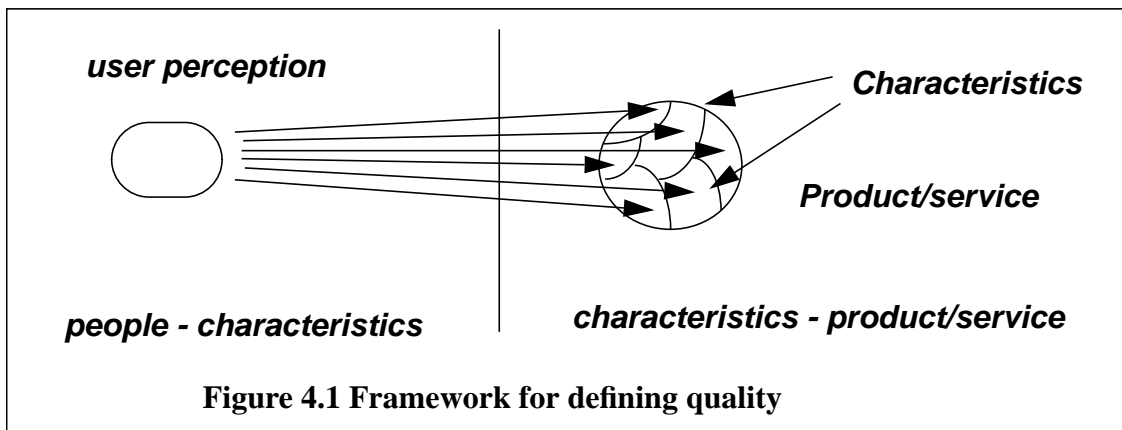 user perception
Characteristics
Product/service
people - characteristics
characteristics - product/service
Figure 4.1 Framework for defining quality